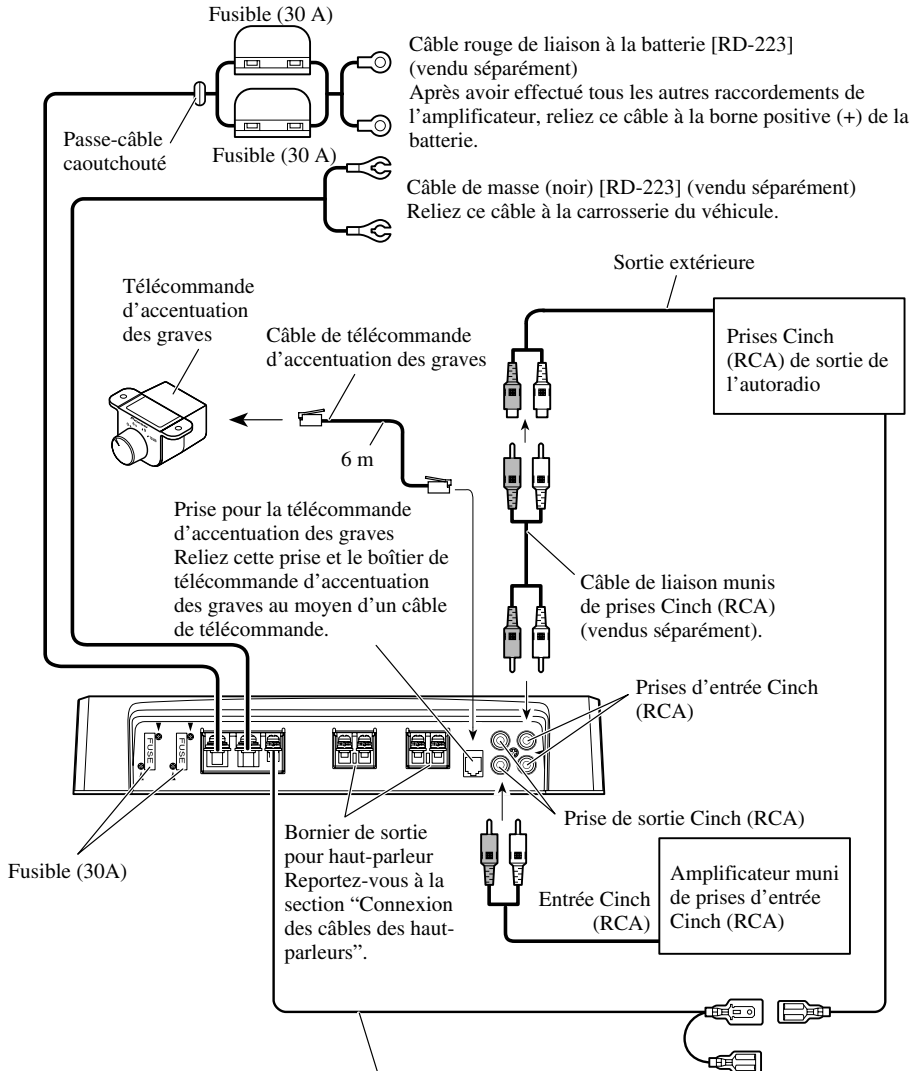 Fusible (30 A)
Câble rouge de liaison à la batterie [RD-223]
(vendu séparément)
Après avoir effectué tous les autres raccordements de
l’amplificateur, reliez ce câble à la borne positive (+) de la
batterie.
Passe-câble
caoutchouté
Fusible (30 A)
Câble de masse (noir) [RD-223] (vendu séparément)
Reliez ce câble à la carrosserie du véhicule.
Sortie extérieure
Télécommande
d’accentuation
des graves
Câble de télécommande
d’accentuation des graves
Prises Cinch
(RCA) de sortie de
l’autoradio
6 m
Prise pour la télécommande
d’accentuation des graves
Reliez cette prise et le boîtier de
télécommande d’accentuation
des graves au moyen d’un câble
de télécommande.
Câble de liaison munis
de prises Cinch (RCA)
(vendus séparément).
Prises d’entrée Cinch
(RCA)
FUSE
FUSE
Prise de sortie Cinch (RCA)
Fusible (30A)
Bornier de sortie
pour haut-parleur
Reportez-vous à la
section “Connexion
des câbles des haut-
parleurs”.
Entrée Cinch
(RCA)
Amplificateur muni
de prises d’entrée
Cinch (RCA)